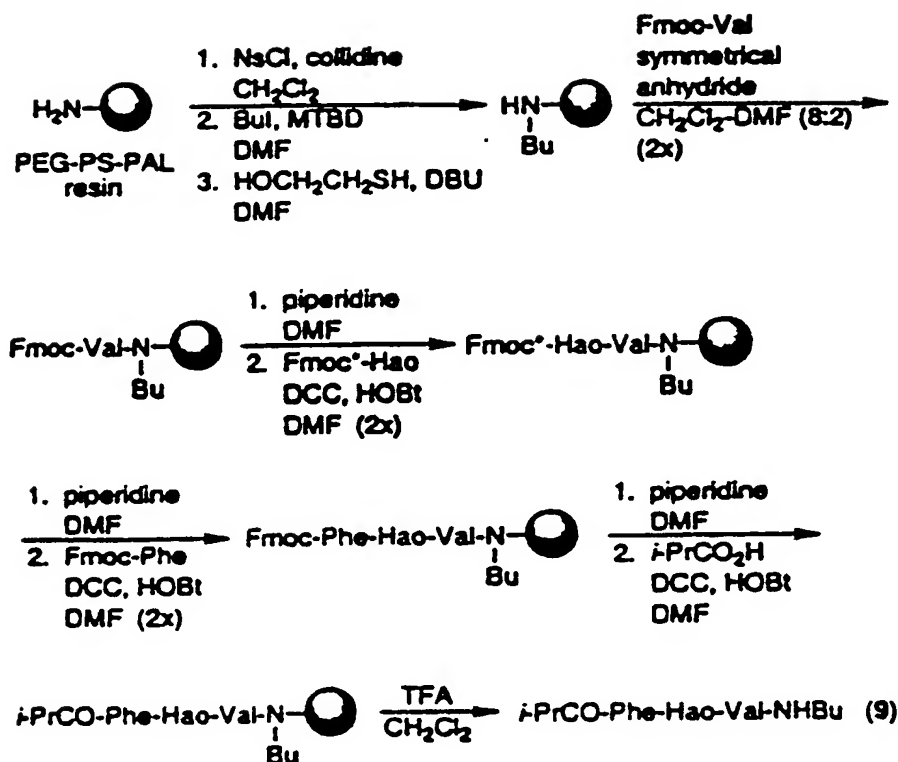 1. NsCl, collidine
CH2Cl2
2. BuI, MTBD
DMF
3. HOCH2CH2SH, DBU
DMF
H2N
PEG-PS-PAL
resin
HN
Bu
Fmoc-Val
symmetrical
anhydride
CH2Cl2-DMF (8:2)
(2x)
Fmoc-Val-N
Bu
1. piperidine
DMF
2. Fmoc*-Hao
DCC, HOBt
DMF (2x)
Fmoc*-Hao-Val-N
Bu
1. piperidine
DMF
2. Fmoc-Phe
DCC, HOBt
DMF (2x)
Fmoc-Phe-Hao-Val-N
Bu
1. piperidine
DMF
2. i-PrCO2H
DCC, HOBt
DMF
i-PrCO-Phe-Hao-Val-N
Bu
TFA
CH2Cl2
i-PrCO-Phe-Hao-Val-NHBu (9)